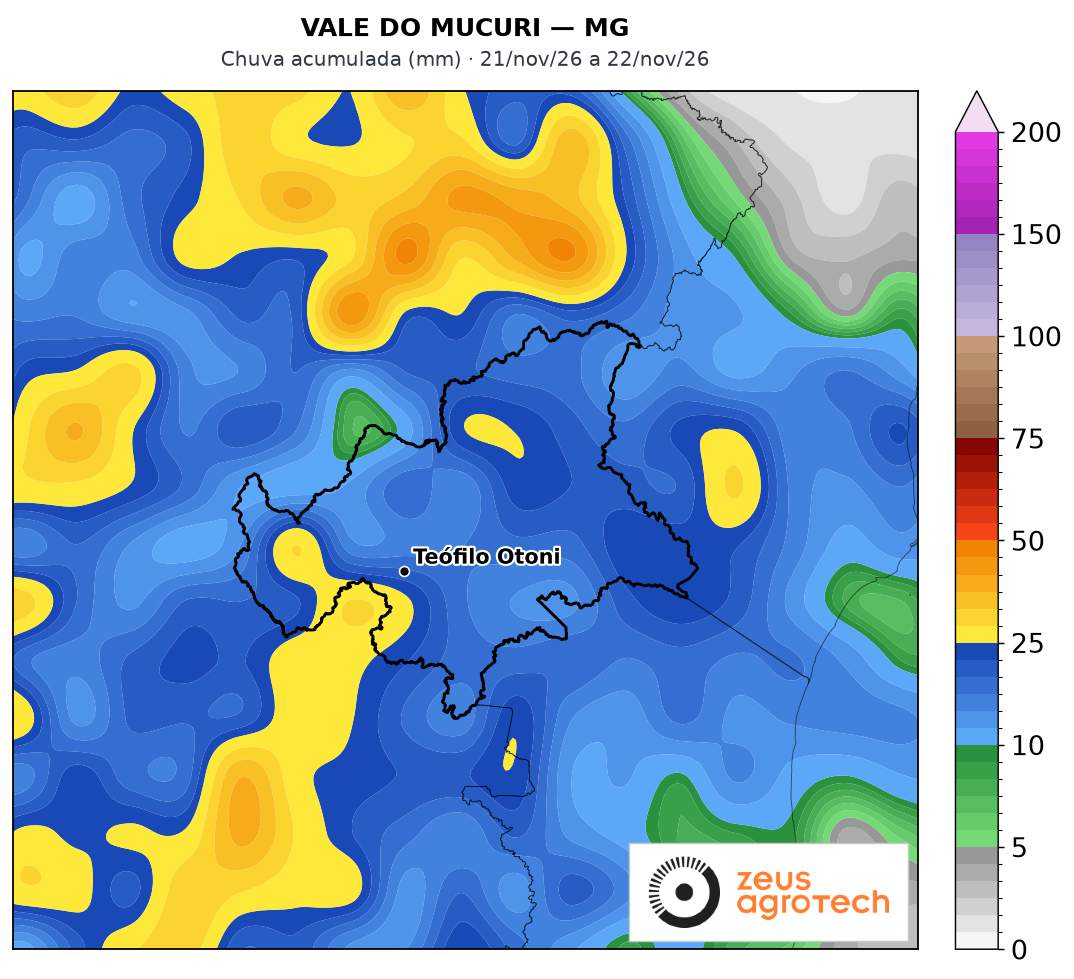 VALE DO MUCURI — MG
Chuva acumulada (mm) · 21/nov/26 a 22/nov/26
200
150
100
75
50
25
10
5
0
Teófilo Otoni
zeus
agrotech